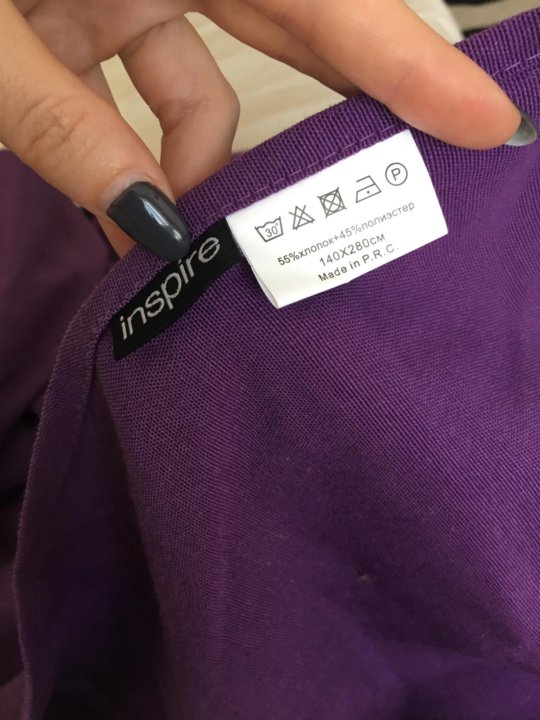 inspire
30
P
55%хлопок+45%полиэстер
140X280см
Made in P.R.C.